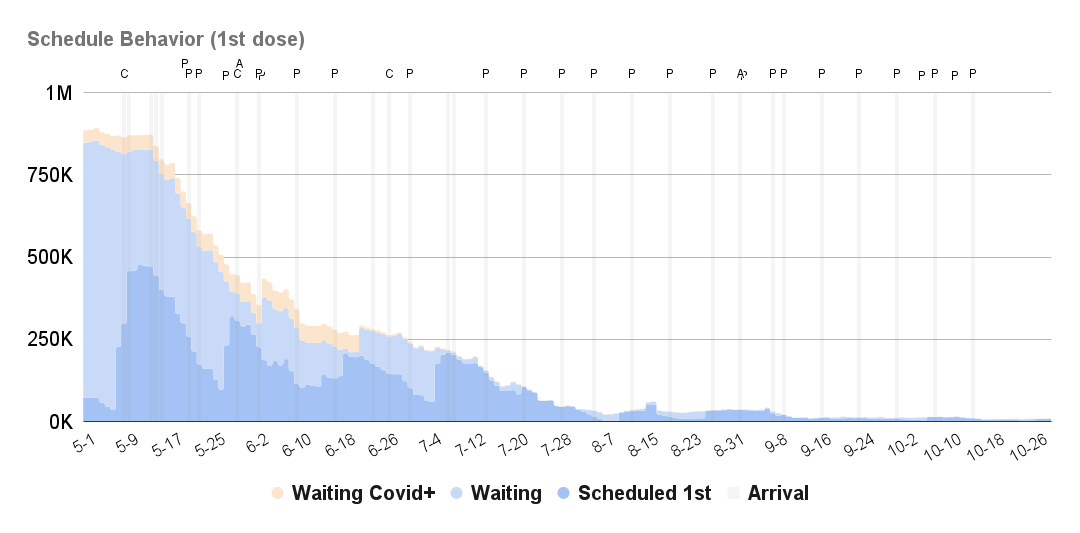 Schedule Behavior (1st dose)
P A
C P P P C P P P P C P P P P P P P P A P P P P P P P P P P
1M
750K
500K
250K
0K
5-1 5-9 5-17 5-25 6-2 6-10 6-18 6-26 7-4 7-12 7-20 7-28 8-7 8-15 8-23 8-31 9-8 9-16 9-24 10-2 10-10 10-18 10-26
Waiting Covid+ Waiting Scheduled 1st Arrival